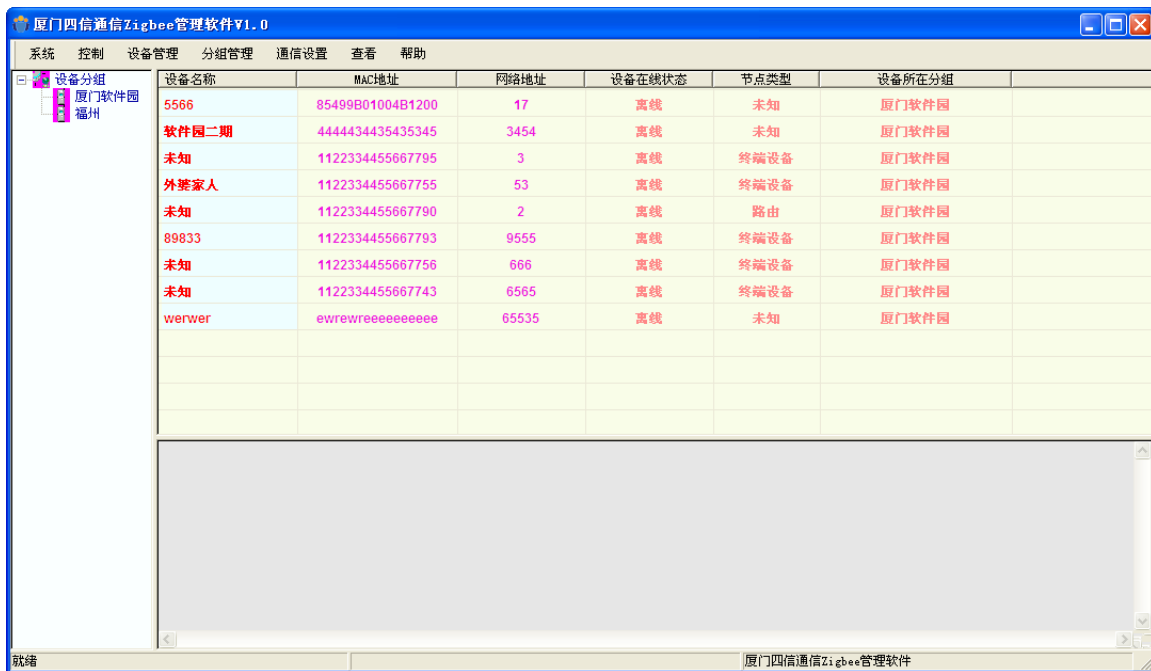 厦门四信通信Zigbee管理软件V1.0
系统 控制 设备管理 分组管理 通信设置 查看 帮助
设备分组
厦门软件园
福州
设备名称 MAC地址 网络地址 设备在线状态 节点类型 设备所在分组
5566 85499B01004B1200 17 离线 未知 厦门软件园
软件园二期 4444434435435345 3454 离线 未知 厦门软件园
未知 1122334455667795 3 离线 终端设备 厦门软件园
外婆家人 1122334455667755 53 离线 终端设备 厦门软件园
未知 1122334455667790 2 离线 路由 厦门软件园
89833 1122334455667793 9555 离线 终端设备 厦门软件园
未知 1122334455667756 666 离线 终端设备 厦门软件园
未知 1122334455667743 6565 离线 终端设备 厦门软件园
werwer ewrewreeeeeeeeee 65535 离线 未知 厦门软件园
就绪 厦门四信通信Zigbee管理软件